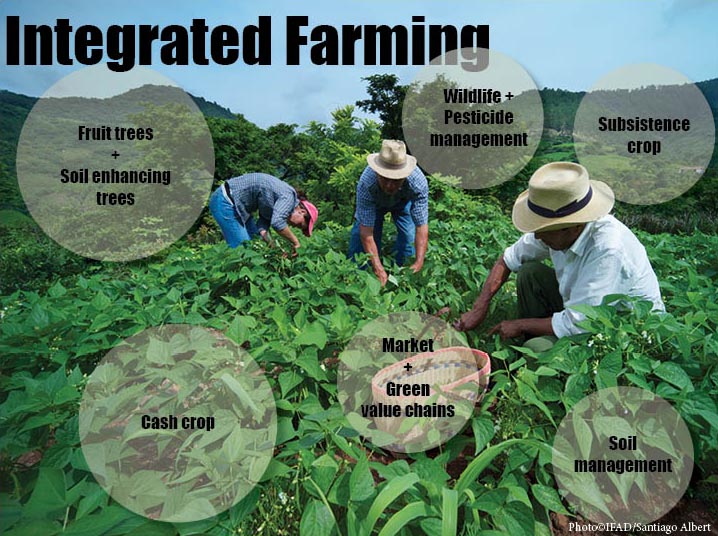 Integrated Farming
Wildlife +
Pesticide
management
Subsistence
crop
Fruit trees
+
Soil enhancing
trees
Market
+
Green
value chains
Cash crop
Soil
management
Photo©IFAD/Santiago Albert